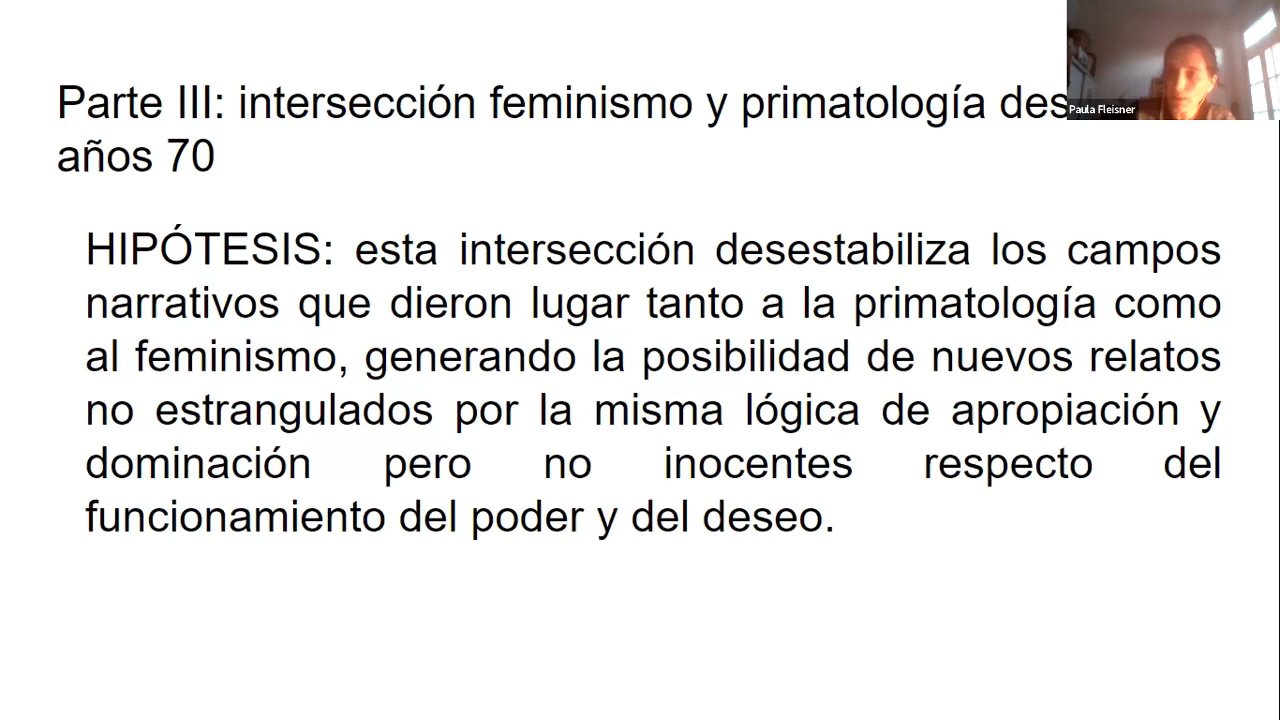 Parte III: intersección feminismo y primatología
años 70
HIPÓTESIS: esta intersección desestabiliza los campos
narrativos que dieron lugar tanto a la primatología como
al feminismo, generando la posibilidad de nuevos relatos
no estrangulados por la misma lógica de apropiación y
dominación pero no inocentes respecto del
funcionamiento del poder y del deseo.
Paula Fleisner